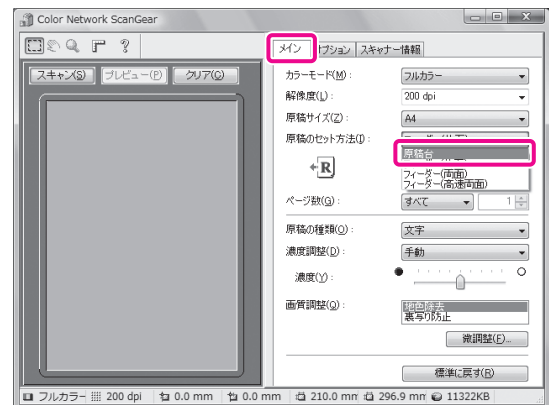 Color Network ScanGear
メイン オプション スキャナー情報
スキャン(S) プレビュー(P) クリア(C)
カラーモード(M) : フルカラー
解像度(L) : 200 dpi
原稿サイズ(Z) : A4
原稿のセット方法(I) :
原稿台
フィーダー(両面)
フィーダー(高速両面)
R
ページ数(G) : すべて 1
原稿の種類(O) : 文字
濃度調整(D) : 手動
濃度(Y) :
画質調整(Q) : 地色除去
裏写り防止
微調整(F)...
標準に戻す(R)
フルカラー 200 dpi 0.0 mm 0.0 mm 210.0 mm 296.9 mm 11322KB